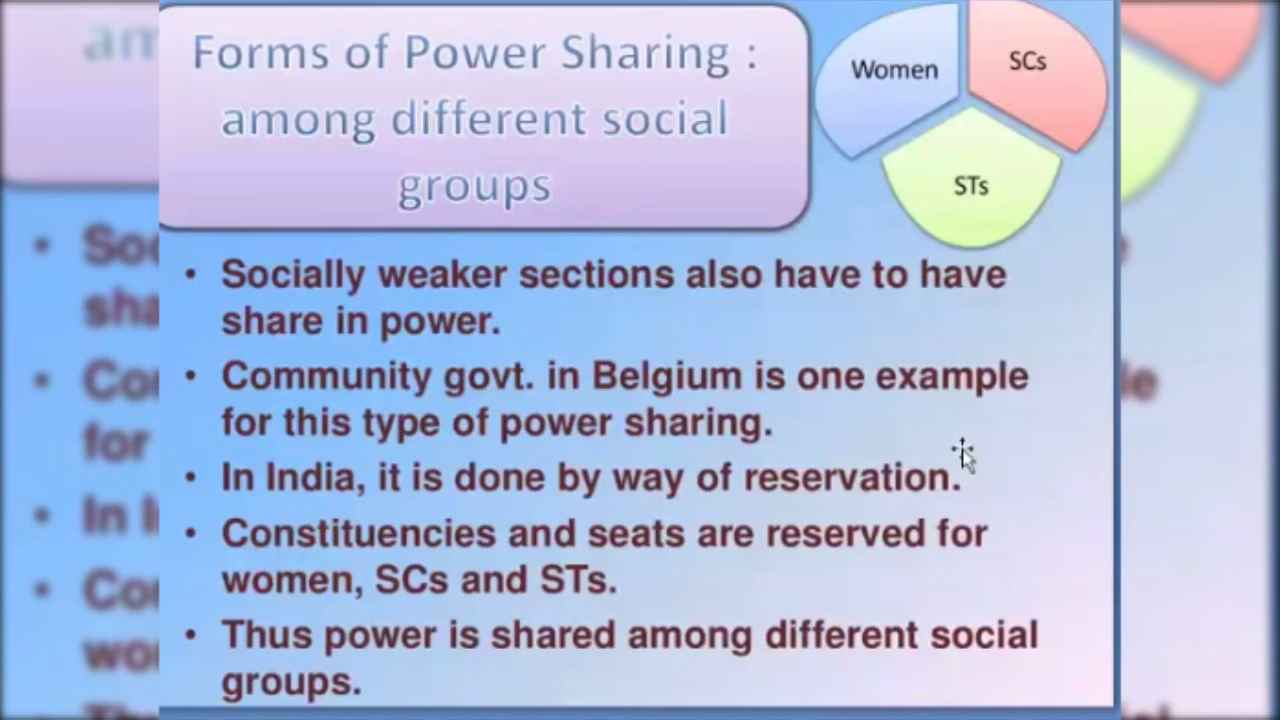 Forms of Power Sharing :
among different social
groups
Women
SCs
STs
• Socially weaker sections also have to have
share in power.
• Community govt. in Belgium is one example
for this type of power sharing.
• In India, it is done by way of reservation.
• Constituencies and seats are reserved for
women, SCs and STs.
• Thus power is shared among different social
groups.